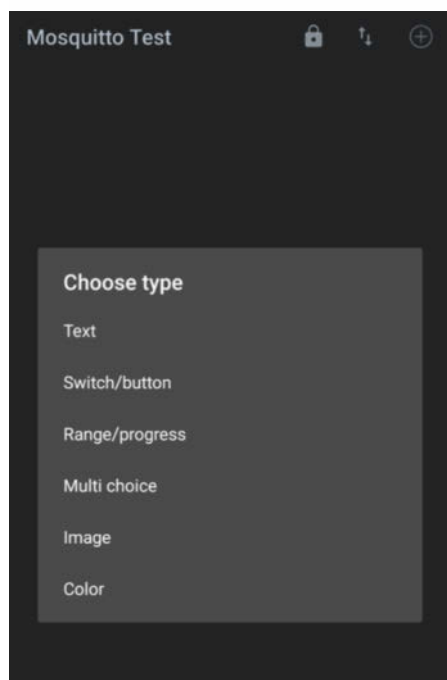 Mosquitto Test
Choose type
Text
Switch/button
Range/progress
Multi choice
Image
Color